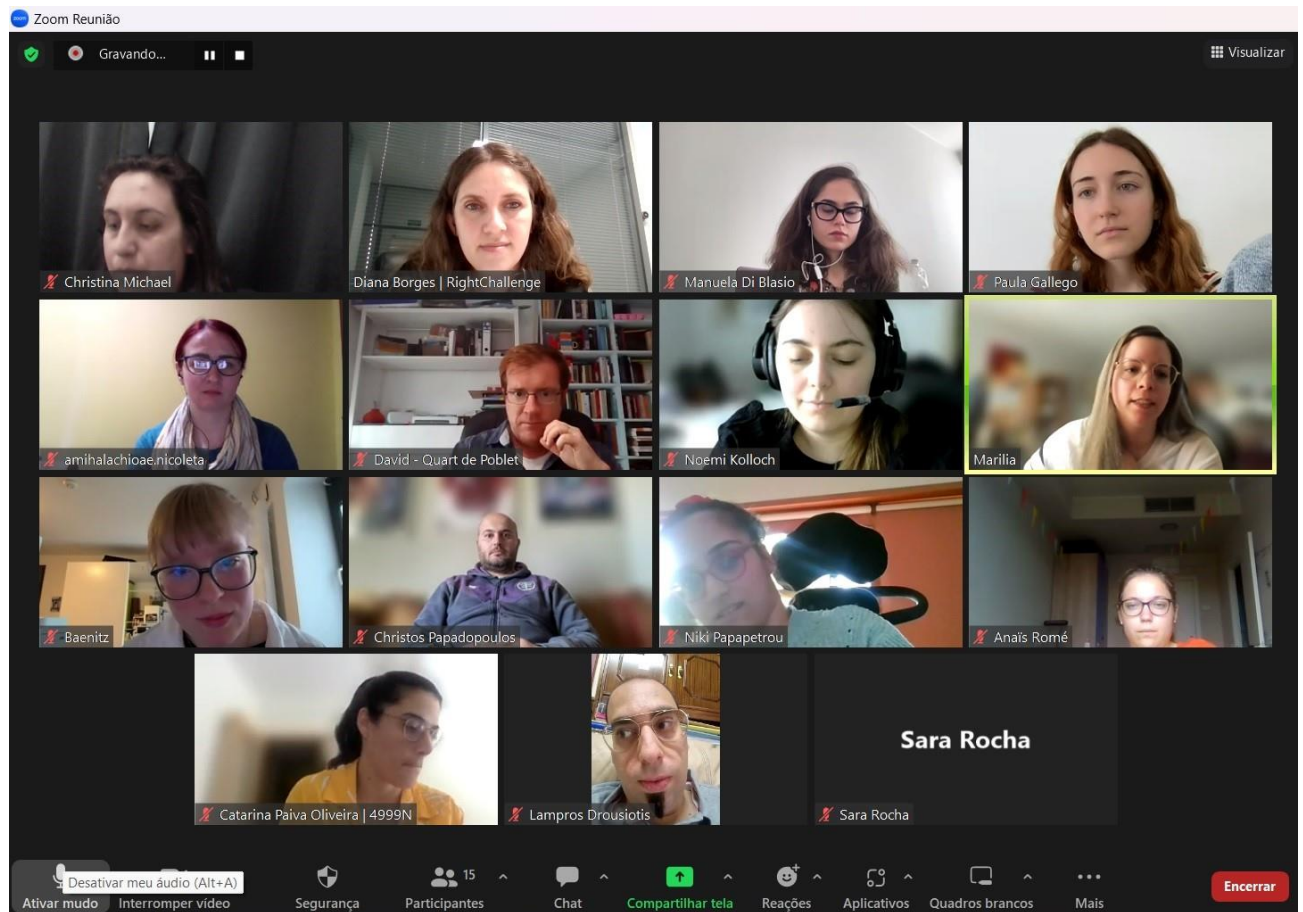 zoom Zoom Reunião
Gravando...
Visualizar
Christina Michael
Diana Borges | RightChallenge
Manuela Di Blasio
Paula Gallego
amihalachioae.nicoleta
David - Quart de Poblet
Noemi Kolloch
Marilia
Baenitz
Christos Papadopoulos
Niki Papapetrou
Anaïs Romé
Sara Rocha
Catarina Paiva Oliveira | 4999N
Lampros Drousiotis
Sara Rocha
Desativar meu áudio (Alt+A)
15
Ativar mudo
Interromper vídeo
Segurança
Participantes
Chat
Compartilhar tela
Reações
Aplicativos
Quadros brancos
Mais
Encerrar